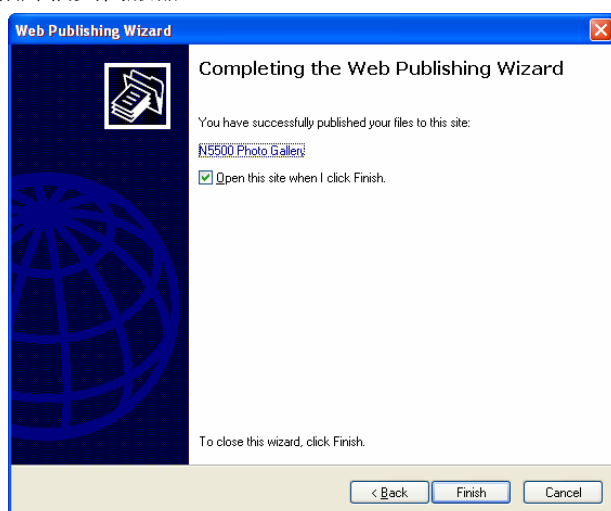 Web Publishing Wizard
Completing the Web Publishing Wizard
You have successfully published your files to this site:
N5500 Photo Gallery
Open this site when I click Finish.
To close this wizard, click Finish.
< Back Finish Cancel